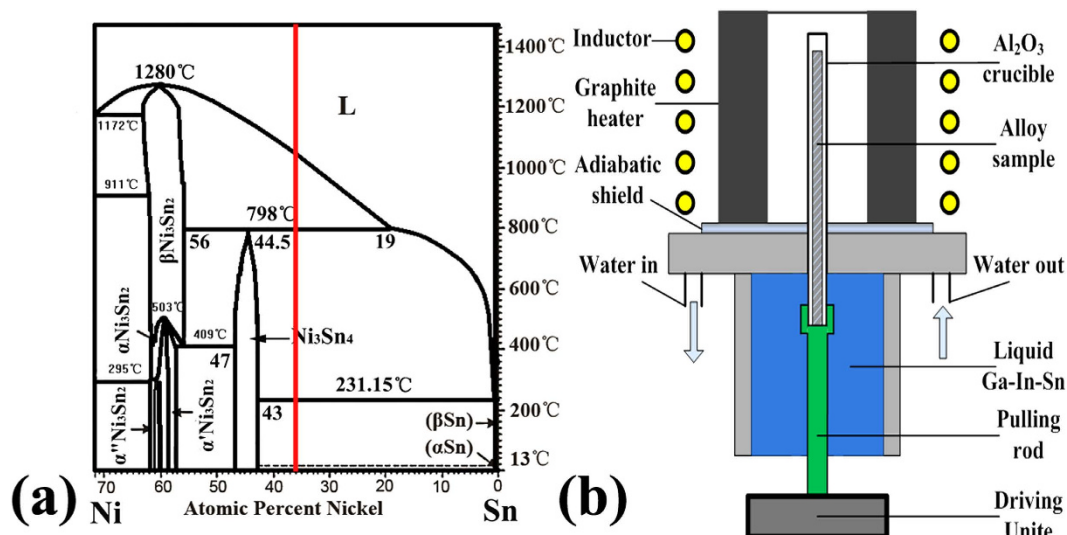 1280℃
L
1172℃
911℃
798℃
56
44.5
19
βNi3Sn2
αNi3Sn2
503℃
409℃
Ni3Sn4
47
295℃
231.15℃
43
α''Ni3Sn2
α'Ni3Sn2
(βSn)
(αSn)
1400℃
1200℃
1000℃
800℃
600℃
400℃
200℃
13℃
70
60
50
40
30
20
10
0
(a)
Ni
Atomic Percent Nickel
Sn
Inductor
Graphite
heater
Adiabatic
shield
Water in
Al2O3
crucible
Alloy
sample
Water out
Liquid
Ga-In-Sn
Pulling
rod
Driving
Unite
(b)